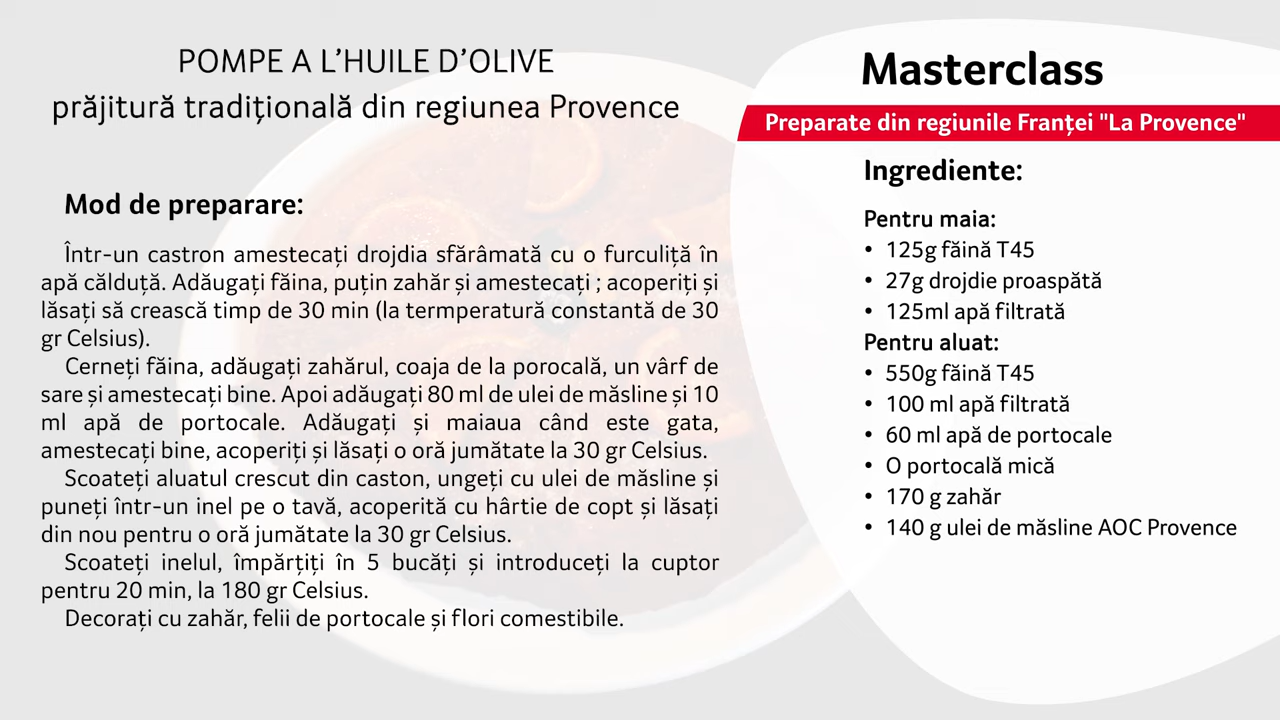 POMPE A L’HUILE D’OLIVE
prăjitură tradițională din regiunea Provence
Mod de preparare:
Într-un castron amestecați drojdia sfărâmată cu o furculiță în
apă călduță. Adăugați făina, puțin zahăr și amestecați ; acoperiți și
lăsați să crească timp de 30 min (la termperatură constantă de 30
gr Celsius).
Cerneți făina, adăugați zahărul, coaja de la porocală, un vârf de
sare și amestecați bine. Apoi adăugați 80 ml de ulei de măsline și 10
ml apă de portocale. Adăugați și maiaua când este gata,
amestecați bine, acoperiți și lăsați o oră jumătate la 30 gr Celsius.
Scoateți aluatul crescut din caston, ungeți cu ulei de măsline și
puneți într-un inel pe o tavă, acoperită cu hârtie de copt și lăsați
din nou pentru o oră jumătate la 30 gr Celsius.
Scoateți inelul, împărțiți în 5 bucăți și introduceți la cuptor
pentru 20 min, la 180 gr Celsius.
Decorați cu zahăr, felii de portocale și flori comestibile.
Masterclass
Preparate din regiunile Franței "La Provence"
Ingrediente:
Pentru maia:
• 125g făină T45
• 27g drojdie proaspătă
• 125ml apă filtrată
Pentru aluat:
• 550g făină T45
• 100 ml apă filtrată
• 60 ml apă de portocale
• O portocală mică
• 170 g zahăr
• 140 g ulei de măsline AOC Provence